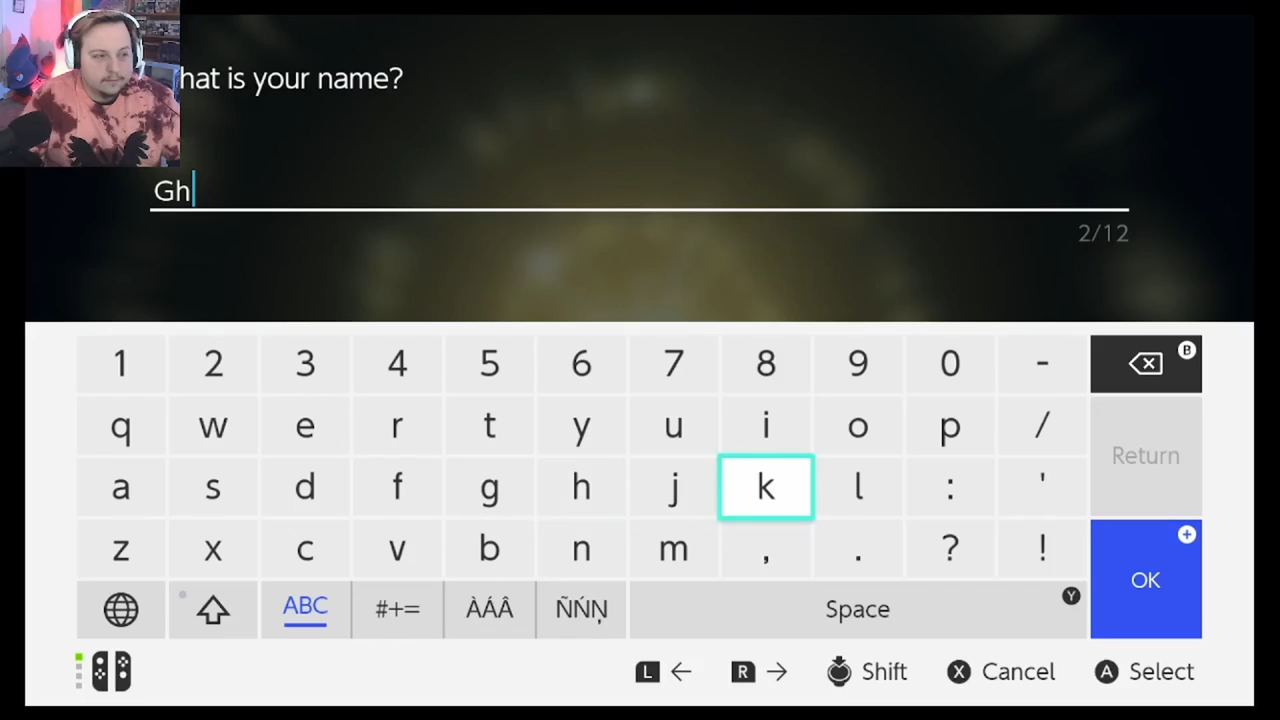 hat is your name?
Gh
2/12
1 2 3 4 5 6 7 8 9 0 - B
q w e r t y u i o p /
Return
a s d f g h j k l : '
z x c v b n m , . ? ! +
OK
ABC #+= ÀÁÂ ÑŃŅ Space Y
L ← R → Shift X Cancel A Select